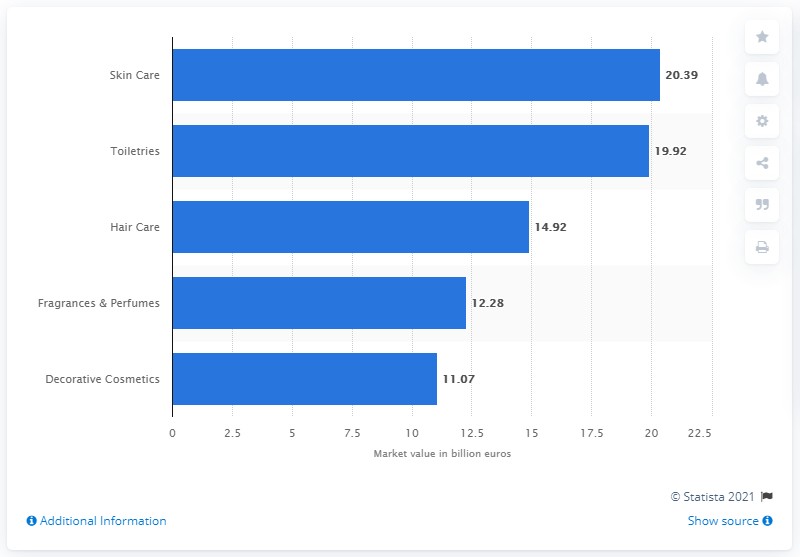 Skin Care 20.39
Toiletries 19.92
Hair Care 14.92
Fragrances & Perfumes 12.28
Decorative Cosmetics 11.07
0 2.5 5 7.5 10 12.5 15 17.5 20 22.5
Market value in billion euros
© Statista 2021
Additional Information Show source